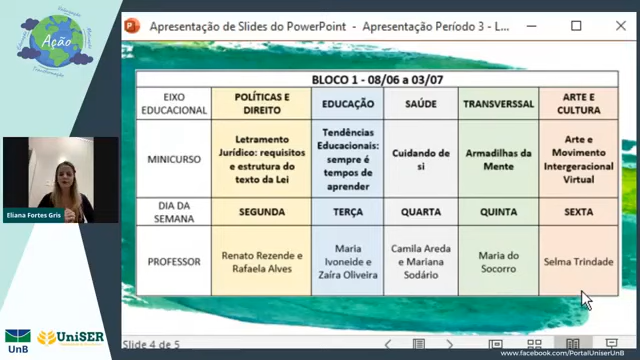 Apresentação de Slides do PowerPoint - Apresentação Período 3 - L...
Ação
BLOCO 1 - 08/06 a 03/07
EIXO EDUCACIONAL
POLÍTICAS E DIREITO
EDUCAÇÃO
SAÚDE
TRANSVERSSAL
ARTE E CULTURA
MINICURSO
Letramento Jurídico: requisitos e estrutura do texto da Lei
Tendências Educacionais: sempre é tempos de aprender
Cuidando de si
Armadilhas da Mente
Arte e Movimento Intergeracional Virtual
DIA DA SEMANA
SEGUNDA
TERÇA
QUARTA
QUINTA
SEXTA
PROFESSOR
Renato Rezende e Rafaela Alves
Maria Ivoneide e Zaíra Oliveira
Camila Areda e Mariana Sodário
Maria do Socorro
Selma Trindade
Eliana Fortes Gris
UnB
UniSER
Slide 4 de 5
www.facebook.com/PortalUniserUnB